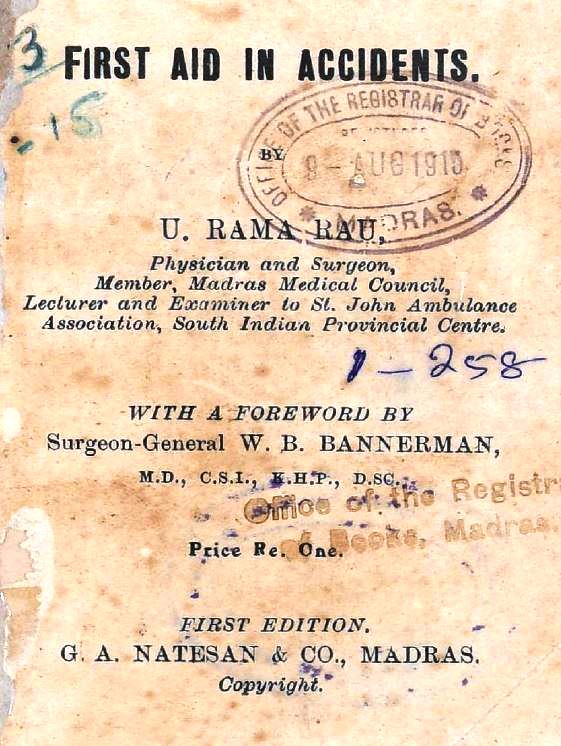 3
FIRST AID IN ACCIDENTS.
- 15
OFFICE OF THE REGISTRAR OF BOOKS
BY
9 - AUG 1915
* MADRAS. *
U. RAMA RAU,
Physician and Surgeon,
Member, Madras Medical Council,
Lecturer and Examiner to St. John Ambulance
Association, South Indian Provincial Centre.
1 - 258
WITH A FOREWORD BY
Surgeon-General W. B. BANNERMAN,
M.D., C.S.I., K.H.P., D.SC.
Office of the Registr
of Books, Madras.
Price Re. One.
FIRST EDITION.
G. A. NATESAN & CO., MADRAS.
Copyright.